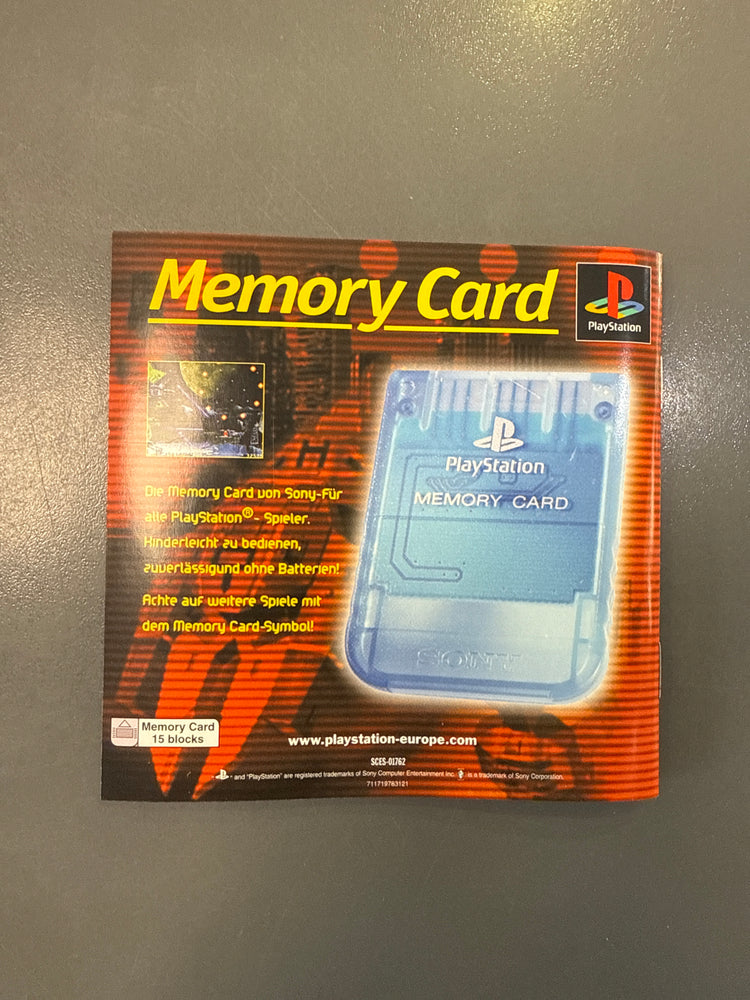 Memory Card
PlayStation
PlayStation
MEMORY CARD
Die Memory Card von Sony-Für
alle PlayStation®- Spieler.
Kinderleicht zu bedienen,
zuverlässigund ohne Batterien!
Achte auf weitere Spiele mit
dem Memory Card-Symbol!
SONY
Memory Card
15 blocks
www.playstation-europe.com
SCES-01762
and "PlayStation" are registered trademarks of Sony Computer Entertainment Inc. is a trademark of Sony Corporation.
711719763121